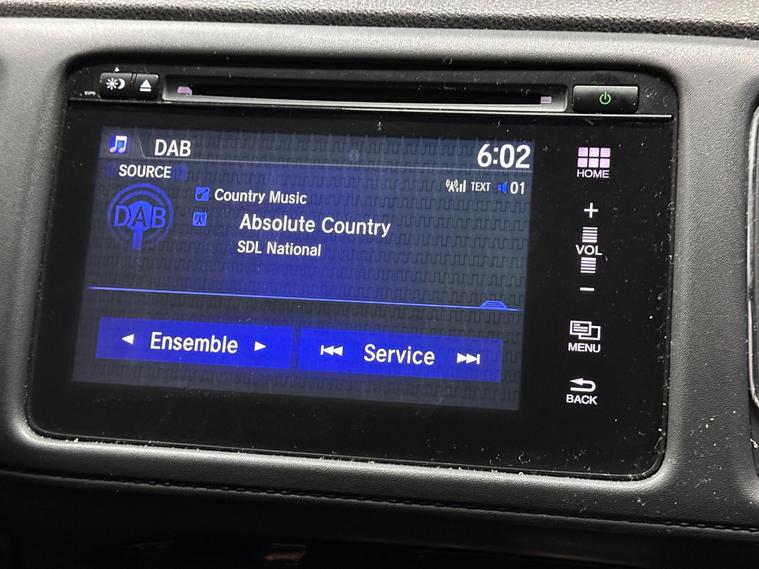 DAB
6:02
SOURCE
TEXT 01
DAB
Country Music
Absolute Country
SDL National
Ensemble
Service
HOME
+
VOL
−
MENU
BACK